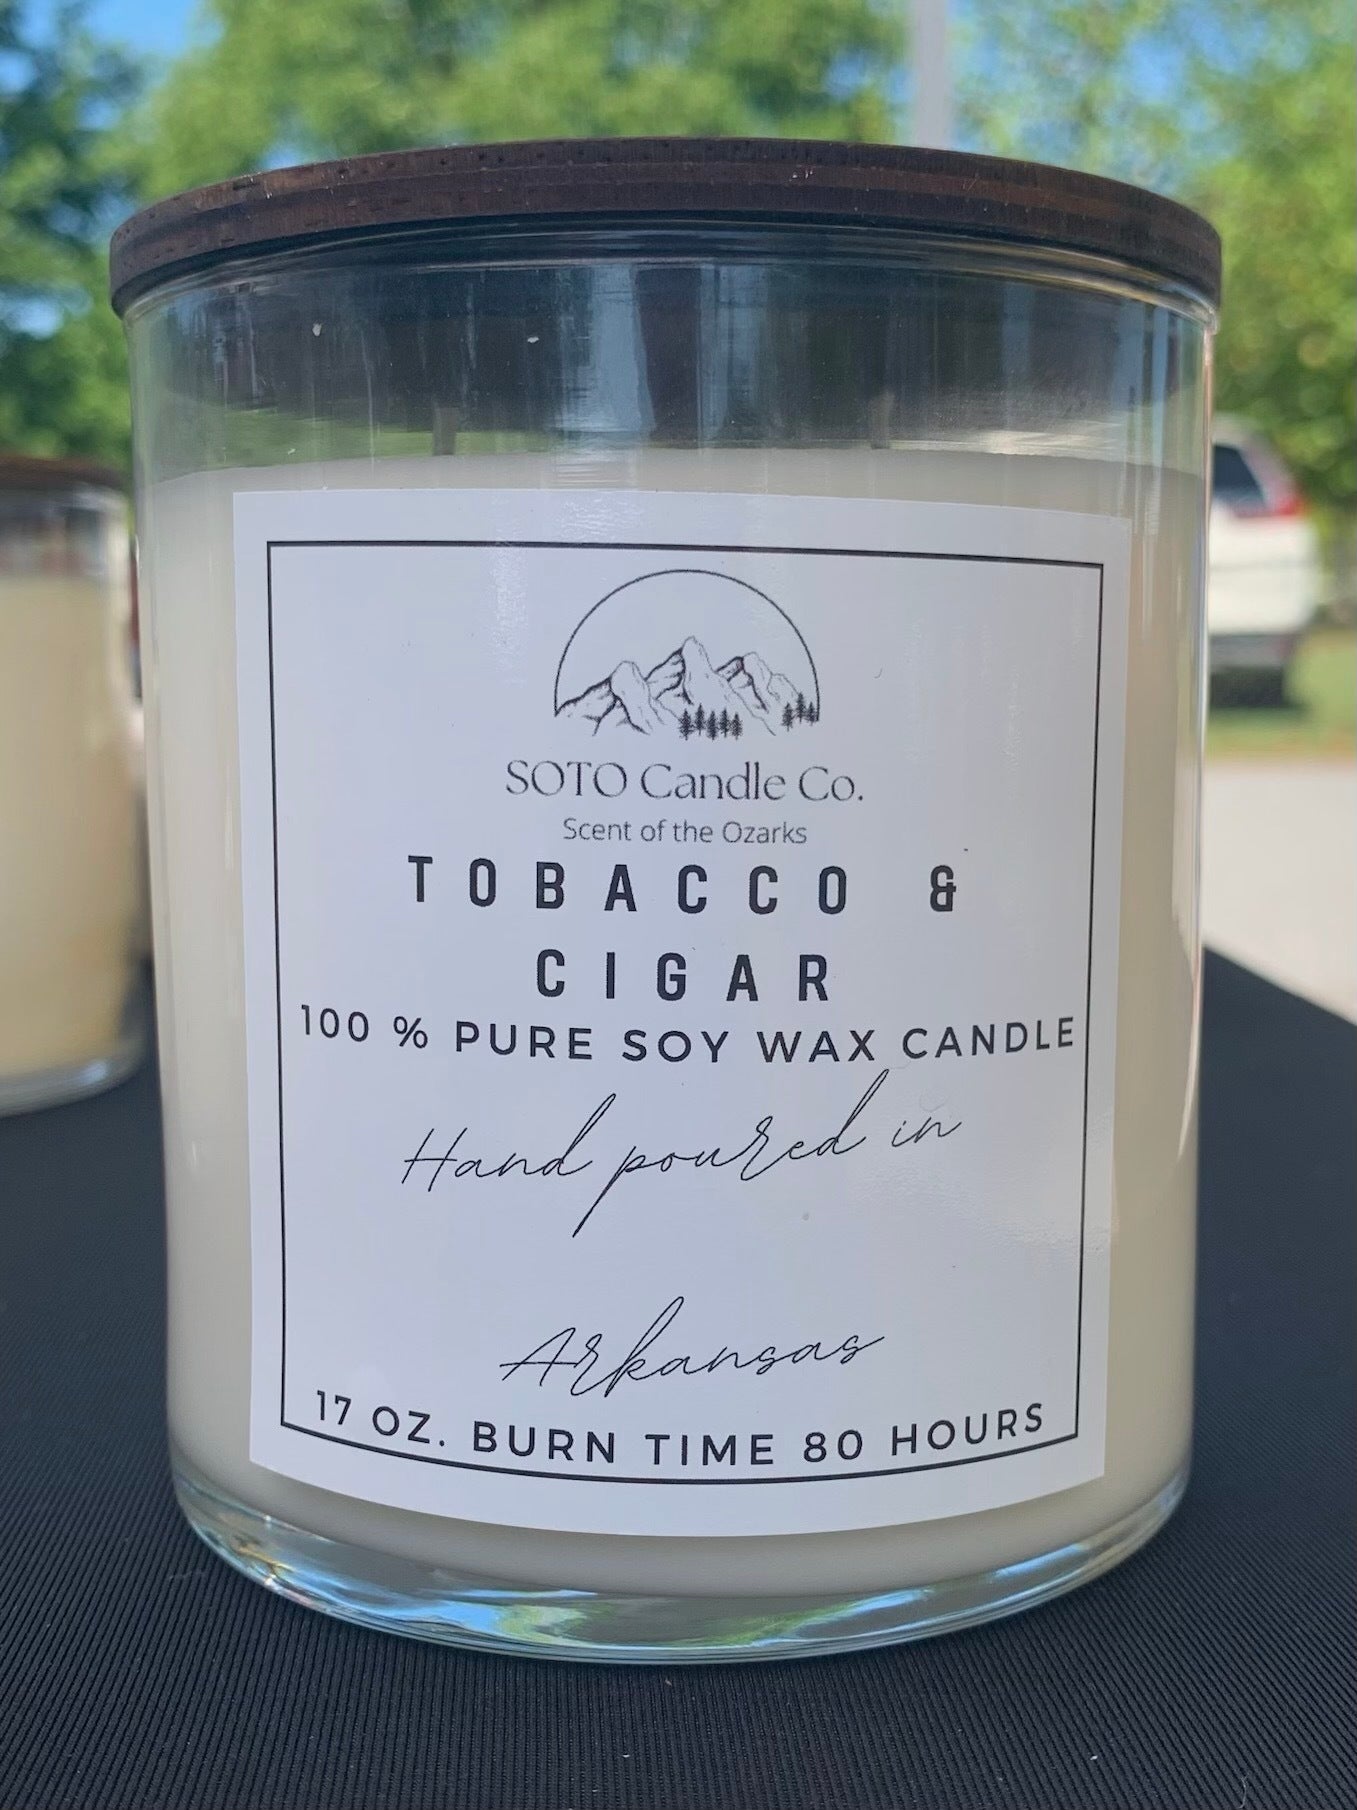 SOTO Candle Co.
Scent of the Ozarks
TOBACCO &
CIGAR
100 % PURE SOY WAX CANDLE
Hand poured in
Arkansas
17 OZ. BURN TIME 80 HOURS